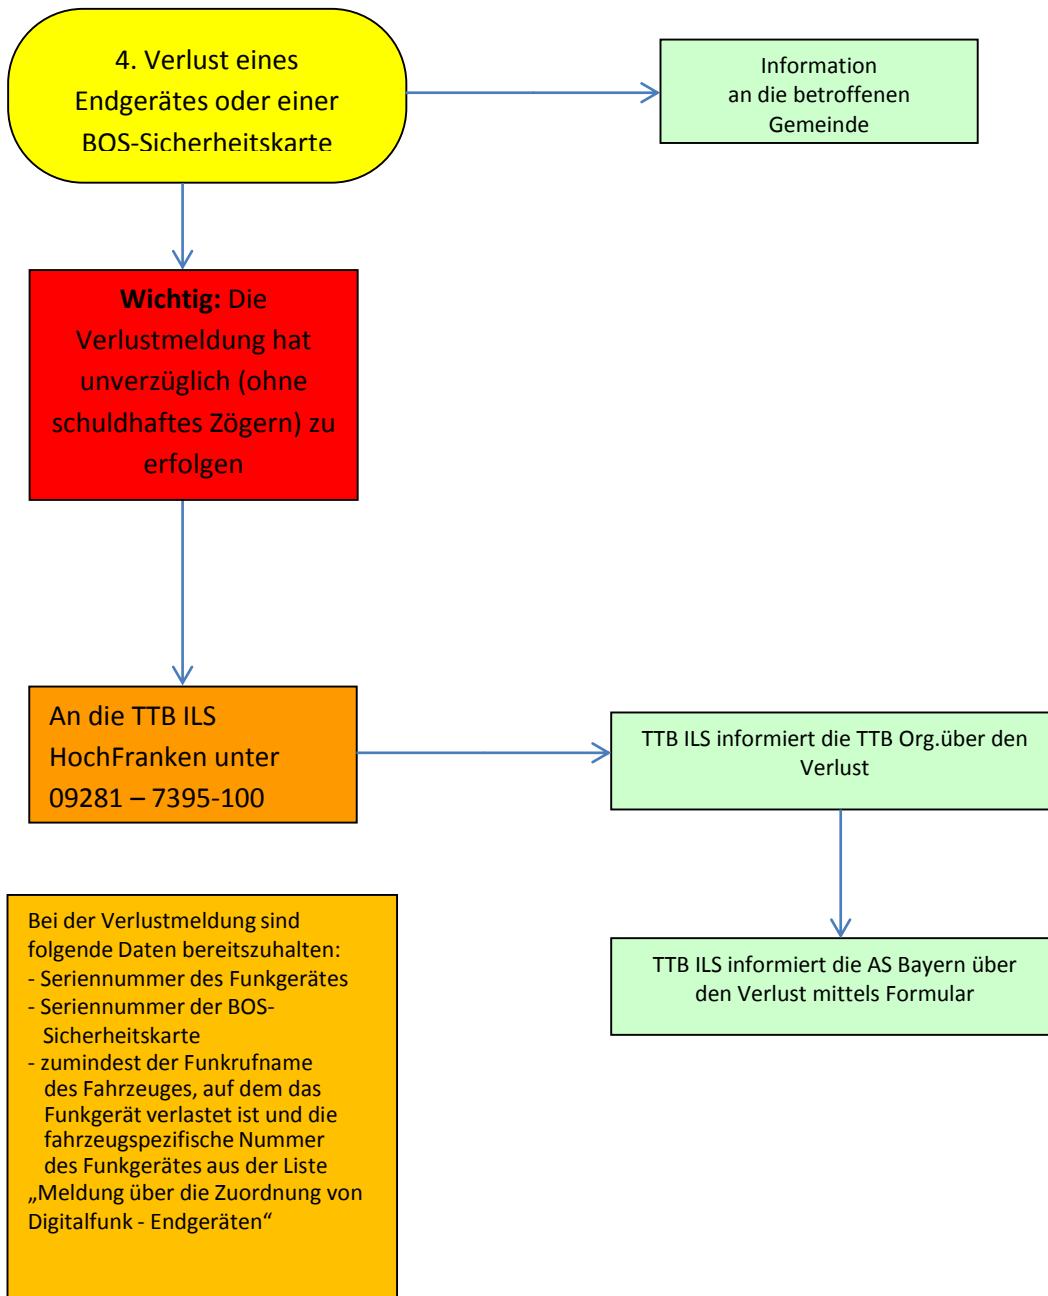 4. Verlust eines
Endgerätes oder einer
BOS-Sicherheitskarte
Information
an die betroffenen
Gemeinde
Wichtig: Die
Verlustmeldung hat
unverzüglich (ohne
schuldhaftes Zögern) zu
erfolgen
An die TTB ILS
HochFranken unter
09281 – 7395-100
TTB ILS informiert die TTB Org.über den
Verlust
TTB ILS informiert die AS Bayern über
den Verlust mittels Formular
Bei der Verlustmeldung sind
folgende Daten bereitszuhalten:
- Seriennummer des Funkgerätes
- Seriennummer der BOS-
Sicherheitskarte
- zumindest der Funkrufname
des Fahrzeuges, auf dem das
Funkgerät verlastet ist und die
fahrzeugspezifische Nummer
des Funkgerätes aus der Liste
„Meldung über die Zuordnung von
Digitalfunk - Endgeräten“